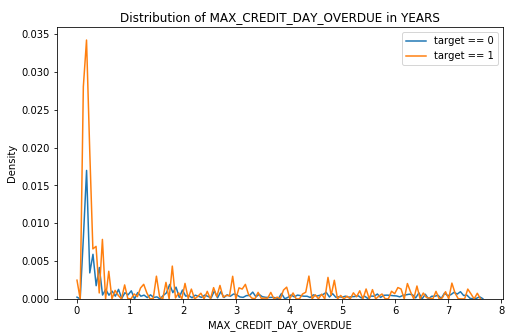 Distribution of MAX_CREDIT_DAY_OVERDUE in YEARS
target == 0
target == 1
Density
0.035
0.030
0.025
0.020
0.015
0.010
0.005
0.000
0 1 2 3 4 5 6 7 8
MAX_CREDIT_DAY_OVERDUE